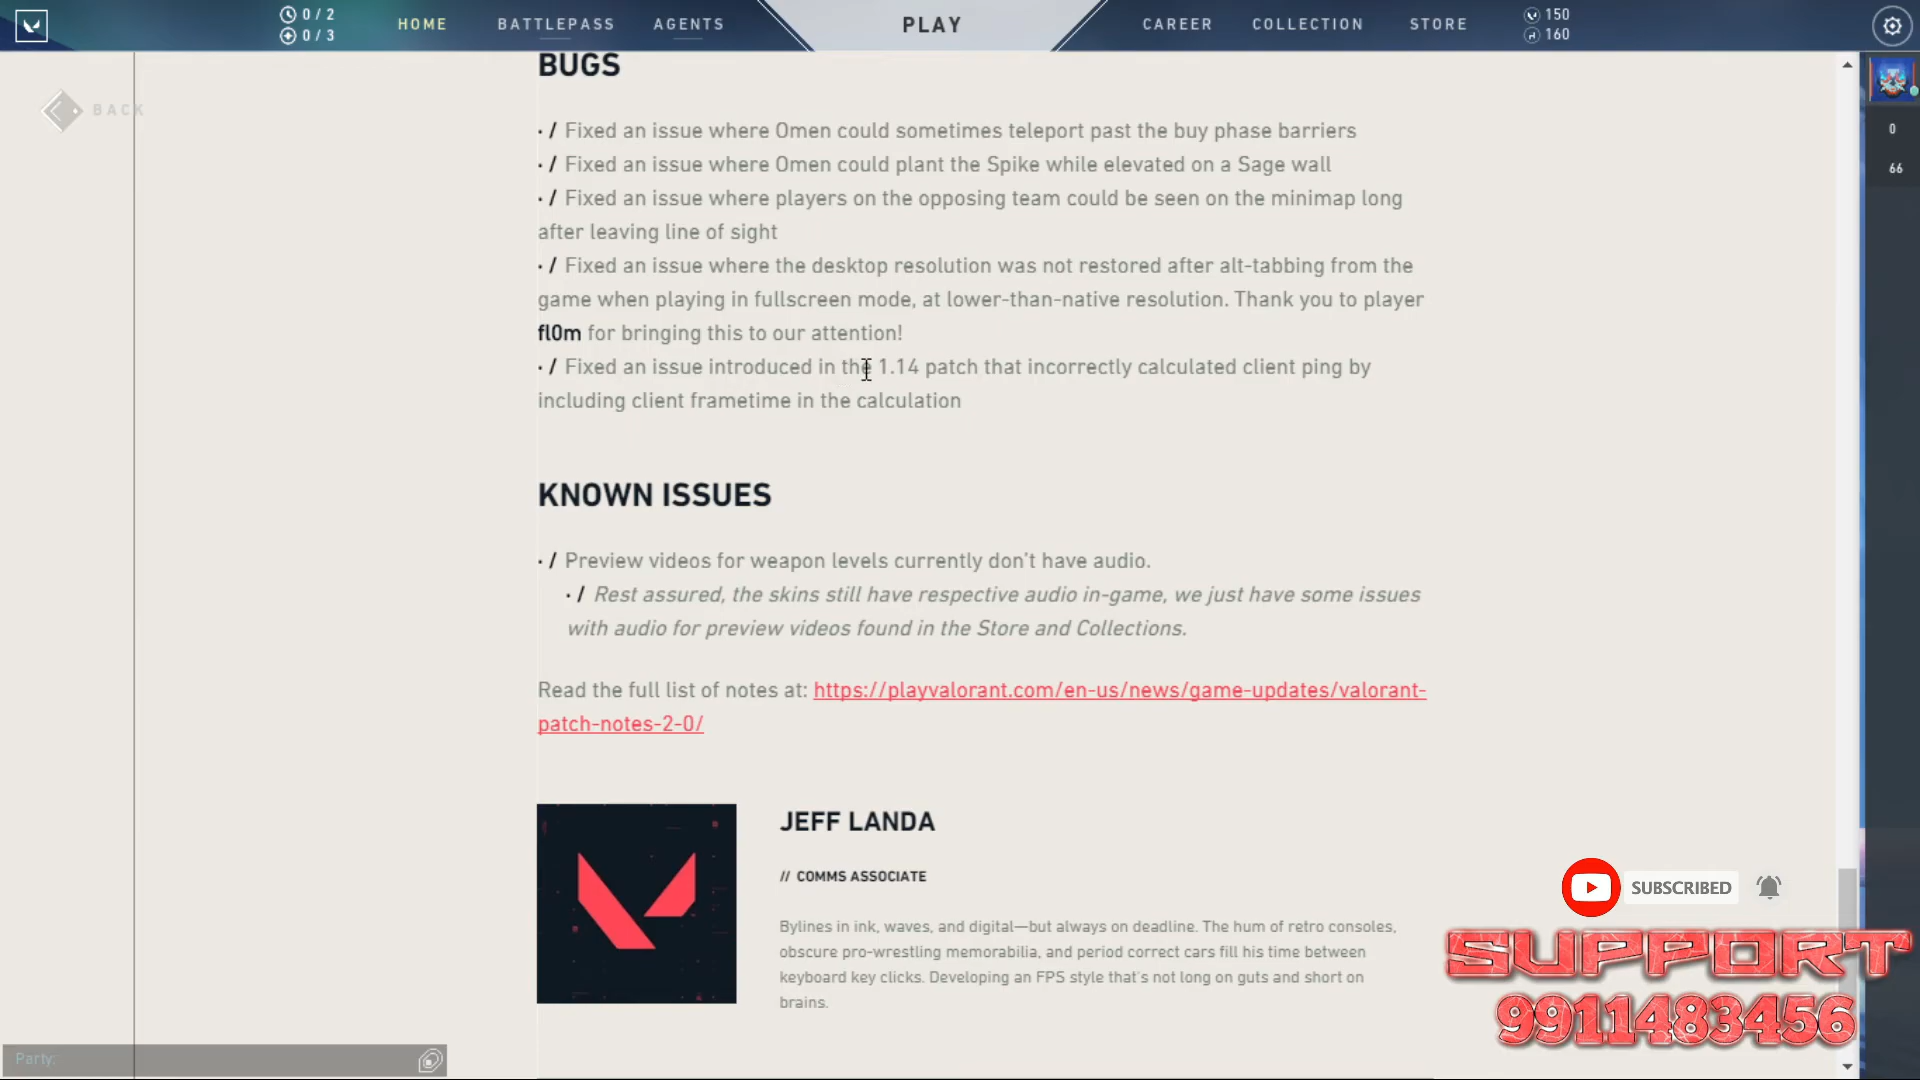 0 / 2
0 / 3
HOME
BATTLEPASS
AGENTS
PLAY
CAREER
COLLECTION
STORE
150
160
BACK
0
66
BUGS
· / Fixed an issue where Omen could sometimes teleport past the buy phase barriers
· / Fixed an issue where Omen could plant the Spike while elevated on a Sage wall
· / Fixed an issue where players on the opposing team could be seen on the minimap long
after leaving line of sight
· / Fixed an issue where the desktop resolution was not restored after alt-tabbing from the
game when playing in fullscreen mode, at lower-than-native resolution. Thank you to player
fl0m for bringing this to our attention!
· / Fixed an issue introduced in the 1.14 patch that incorrectly calculated client ping by
including client frametime in the calculation
KNOWN ISSUES
· / Preview videos for weapon levels currently don't have audio.
· / Rest assured, the skins still have respective audio in-game, we just have some issues
with audio for preview videos found in the Store and Collections.
Read the full list of notes at: https://playvalorant.com/en-us/news/game-updates/valorant-
patch-notes-2-0/
JEFF LANDA
// COMMS ASSOCIATE
Bylines in ink, waves, and digital—but always on deadline. The hum of retro consoles,
obscure pro-wrestling memorabilia, and period correct cars fill his time between
keyboard key clicks. Developing an FPS style that's not long on guts and short on
brains.
SUBSCRIBED
SUPPORT
9911483456
Party: